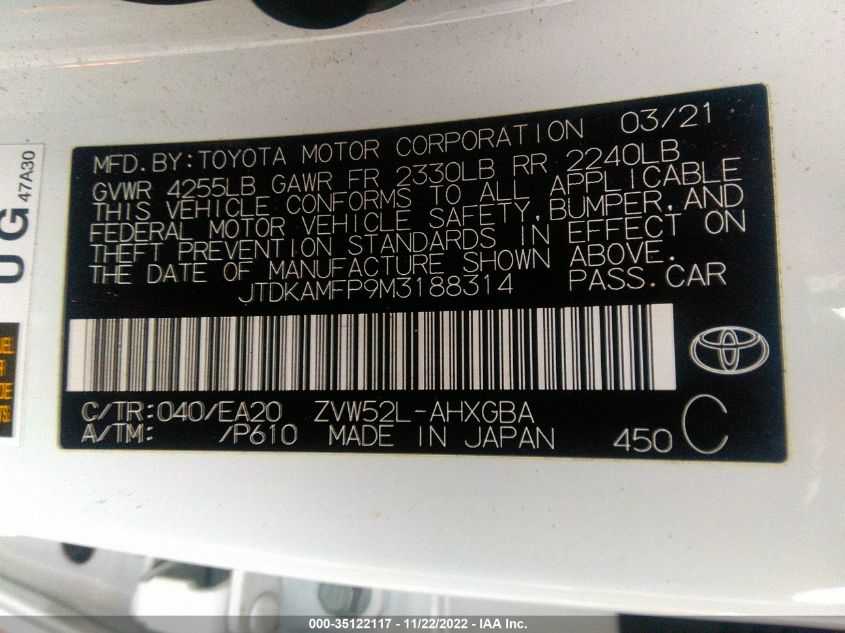 MFD.BY:TOYOTA MOTOR CORPORATION 03/21
GVWR 4255LB GAWR FR 2330LB RR 2240LB
THIS VEHICLE CONFORMS TO ALL APPLICABLE
FEDERAL MOTOR VEHICLE SAFETY,BUMPER,AND
THEFT PREVENTION STANDARDS IN EFFECT ON
THE DATE OF MANUFACTURE SHOWN ABOVE.
JTDKAMFP9M3188314 PASS.CAR
C/TR:040/EA20 ZVW52L-AHXGBA
A/TM: /P610 MADE IN JAPAN 450 C
47A30
UG
000-35122117 - 11/22/2022 - IAA Inc.